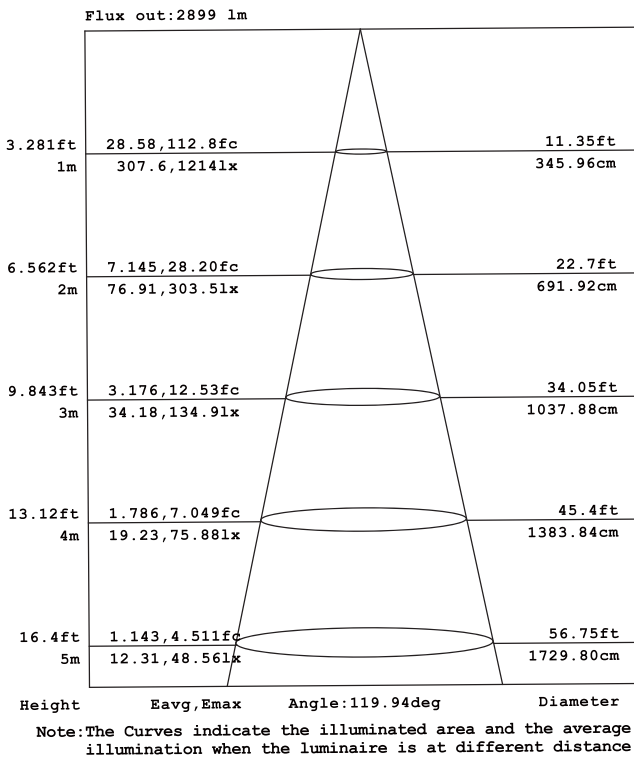 Flux out:2899 lm
3.281ft 28.58,112.8fc 11.35ft
1m 307.6,1214lx 345.96cm
6.562ft 7.145,28.20fc 22.7ft
2m 76.91,303.5lx 691.92cm
9.843ft 3.176,12.53fc 34.05ft
3m 34.18,134.9lx 1037.88cm
13.12ft 1.786,7.049fc 45.4ft
4m 19.23,75.88lx 1383.84cm
16.4ft 1.143,4.511fc 56.75ft
5m 12.31,48.56lx 1729.80cm
Height Eavg,Emax Angle:119.94deg Diameter
Note:The Curves indicate the illuminated area and the average
illumination when the luminaire is at different distance